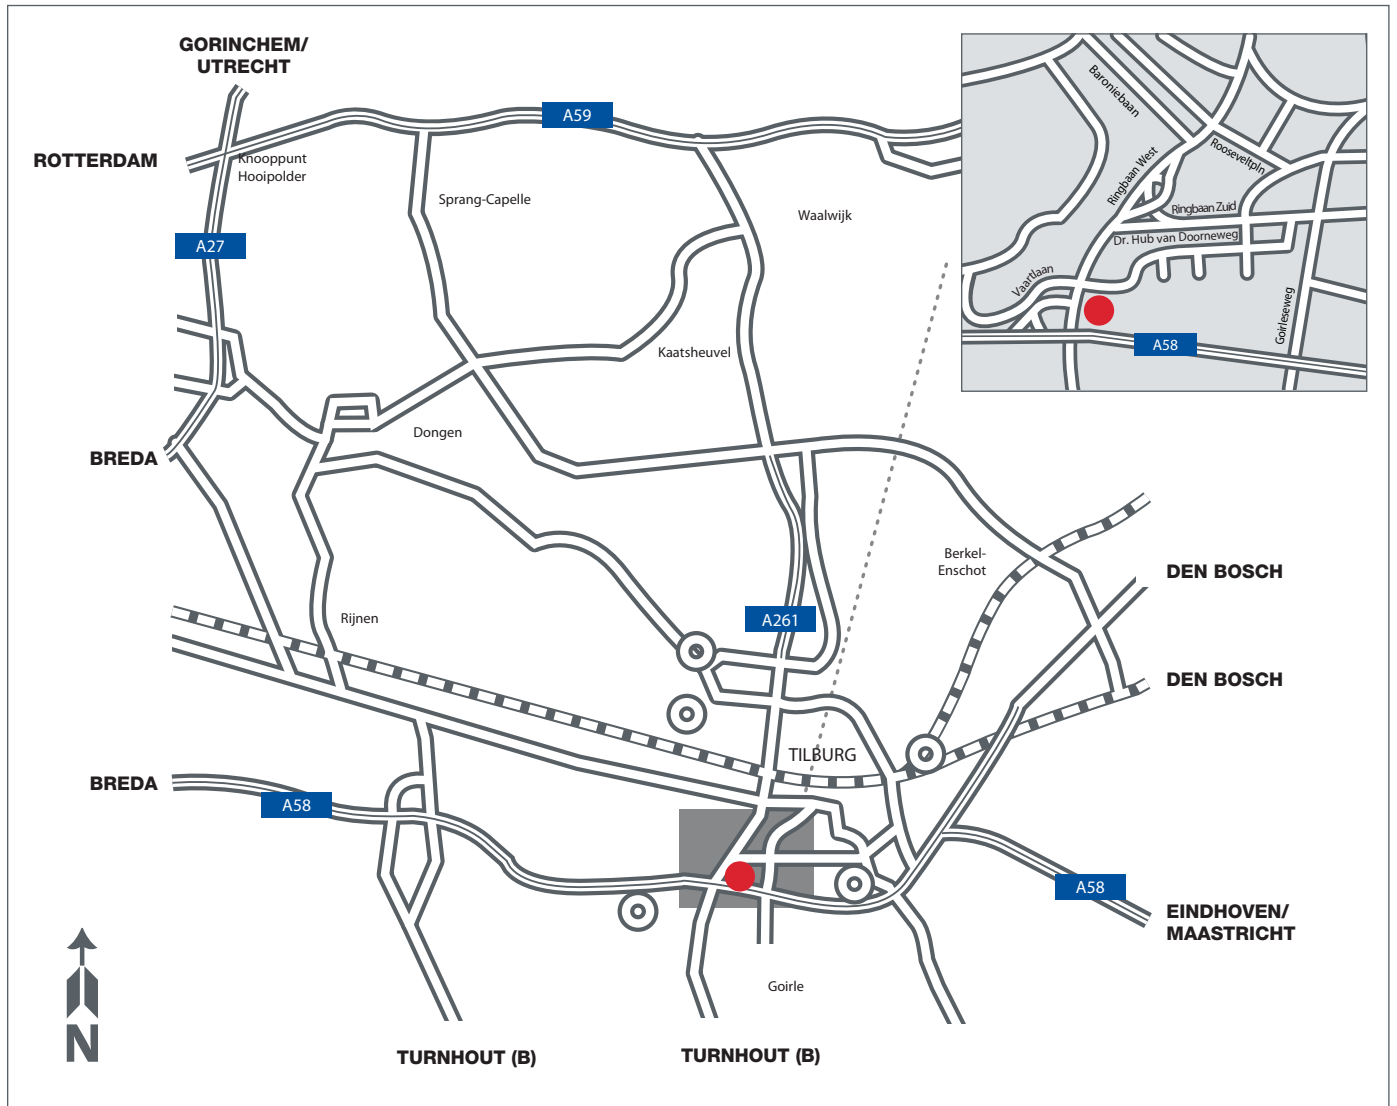 GORINCHEM/
UTRECHT
A59
ROTTERDAM
Knooppunt
Hooipolder
Sprang-Capelle
Waalwijk
A27
Kaatsheuvel
Dongen
BREDA
Berkel-
Enschot
DEN BOSCH
A261
Rijnen
DEN BOSCH
TILBURG
BREDA
A58
A58
EINDHOVEN/
MAASTRICHT
Goirle
N
TURNHOUT (B)
TURNHOUT (B)
Baroniebaan
Ringbaan West
Rooseveltpln
Ringbaan Zuid
Dr. Hub van Doorneweg
Vaartlaan
Goirleseweg
A58